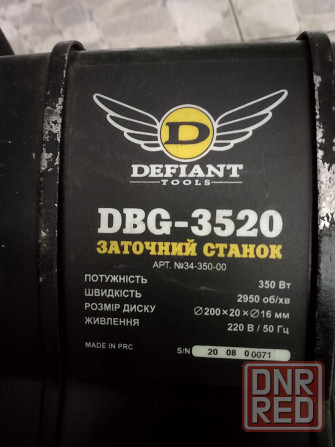 D
DEFIANT
TOOLS
DBG-3520
ЗАТОЧНИЙ СТАНОК
АРТ. №34-350-00
ПОТУЖНІСТЬ 350 Вт
ШВИДКІСТЬ 2950 об/хв
РОЗМІР ДИСКУ ∅200×20×∅16 мм
ЖИВЛЕННЯ 220 В / 50 Гц
MADE IN PRC S/N 20 08 0 0071
DNR
RED